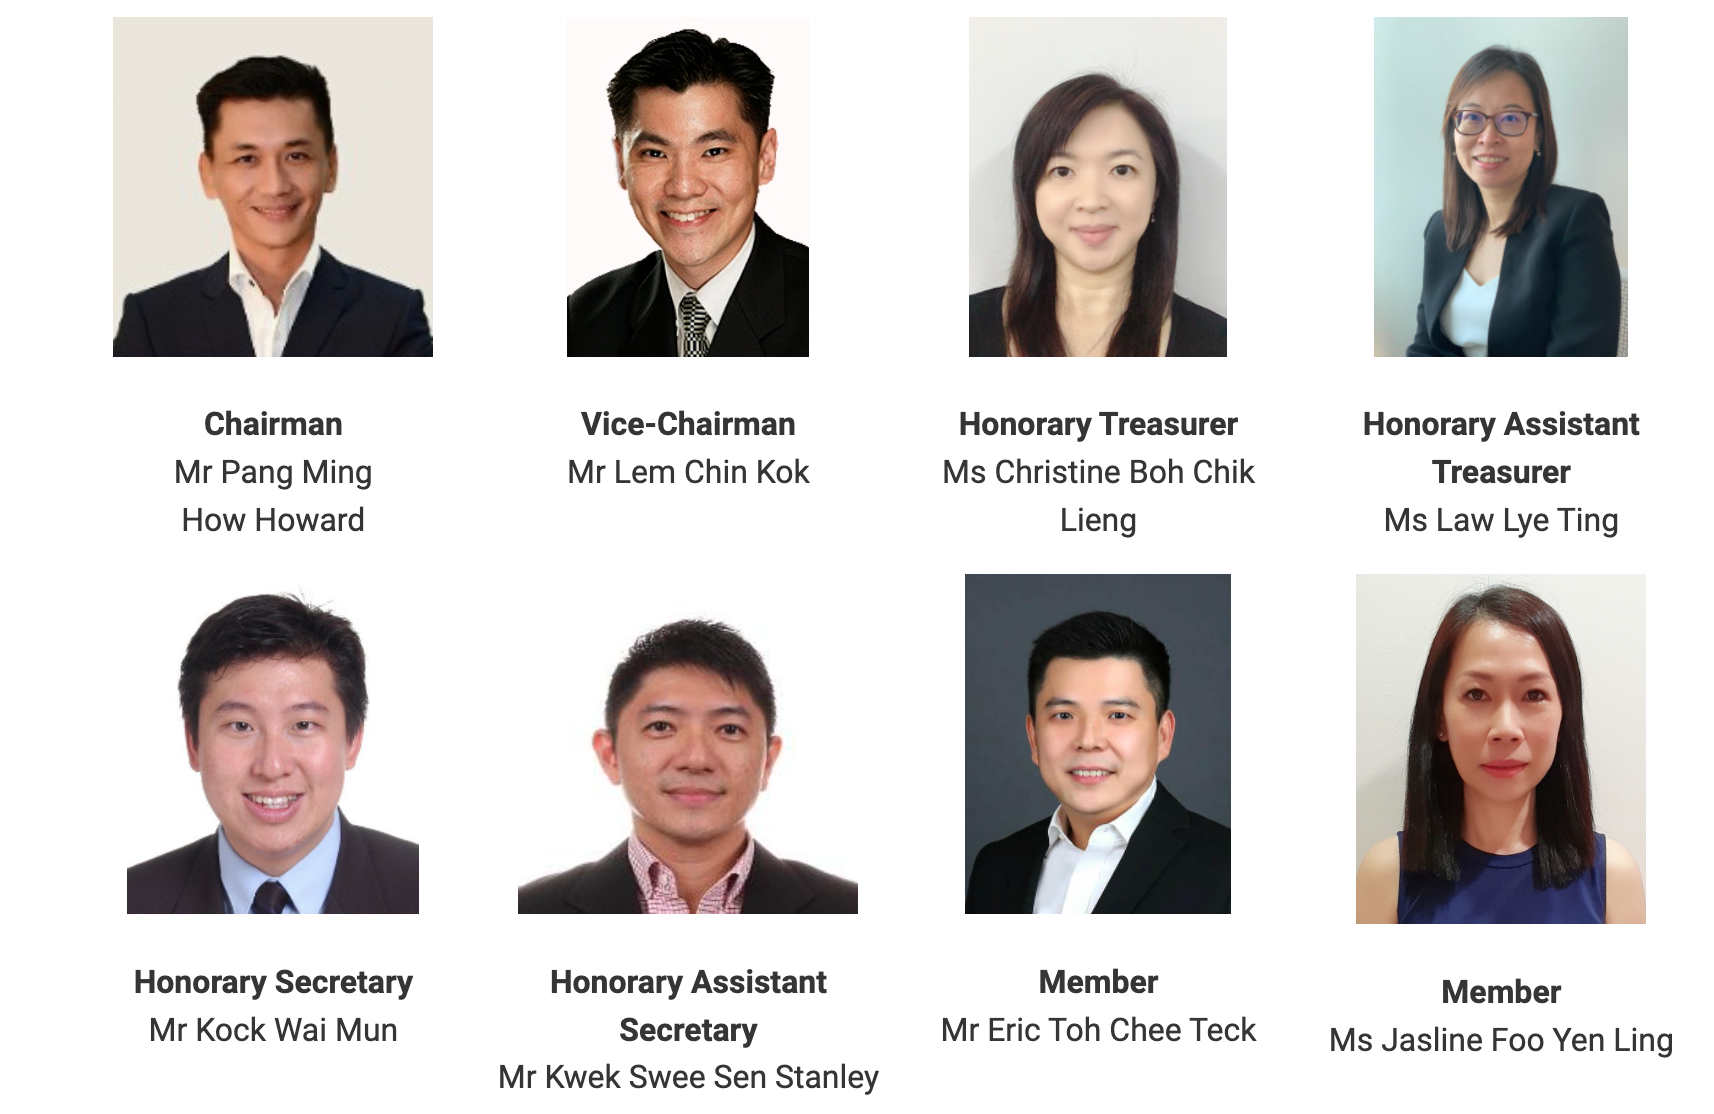 Chairman
Mr Pang Ming
How Howard
Vice-Chairman
Mr Lem Chin Kok
Honorary Treasurer
Ms Christine Boh Chik
Lieng
Honorary Assistant
Treasurer
Ms Law Lye Ting
Honorary Secretary
Mr Kock Wai Mun
Honorary Assistant
Secretary
Mr Kwek Swee Sen Stanley
Member
Mr Eric Toh Chee Teck
Member
Ms Jasline Foo Yen Ling